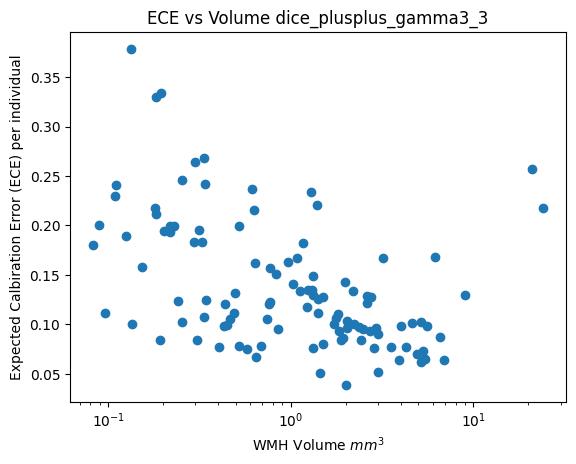 ECE vs Volume dice_plusplus_gamma3_3
Expected Calbiration Error (ECE) per individual
0.35
0.30
0.25
0.20
0.15
0.10
0.05
10⁻¹ 10⁰ 10¹
WMH Volume mm³